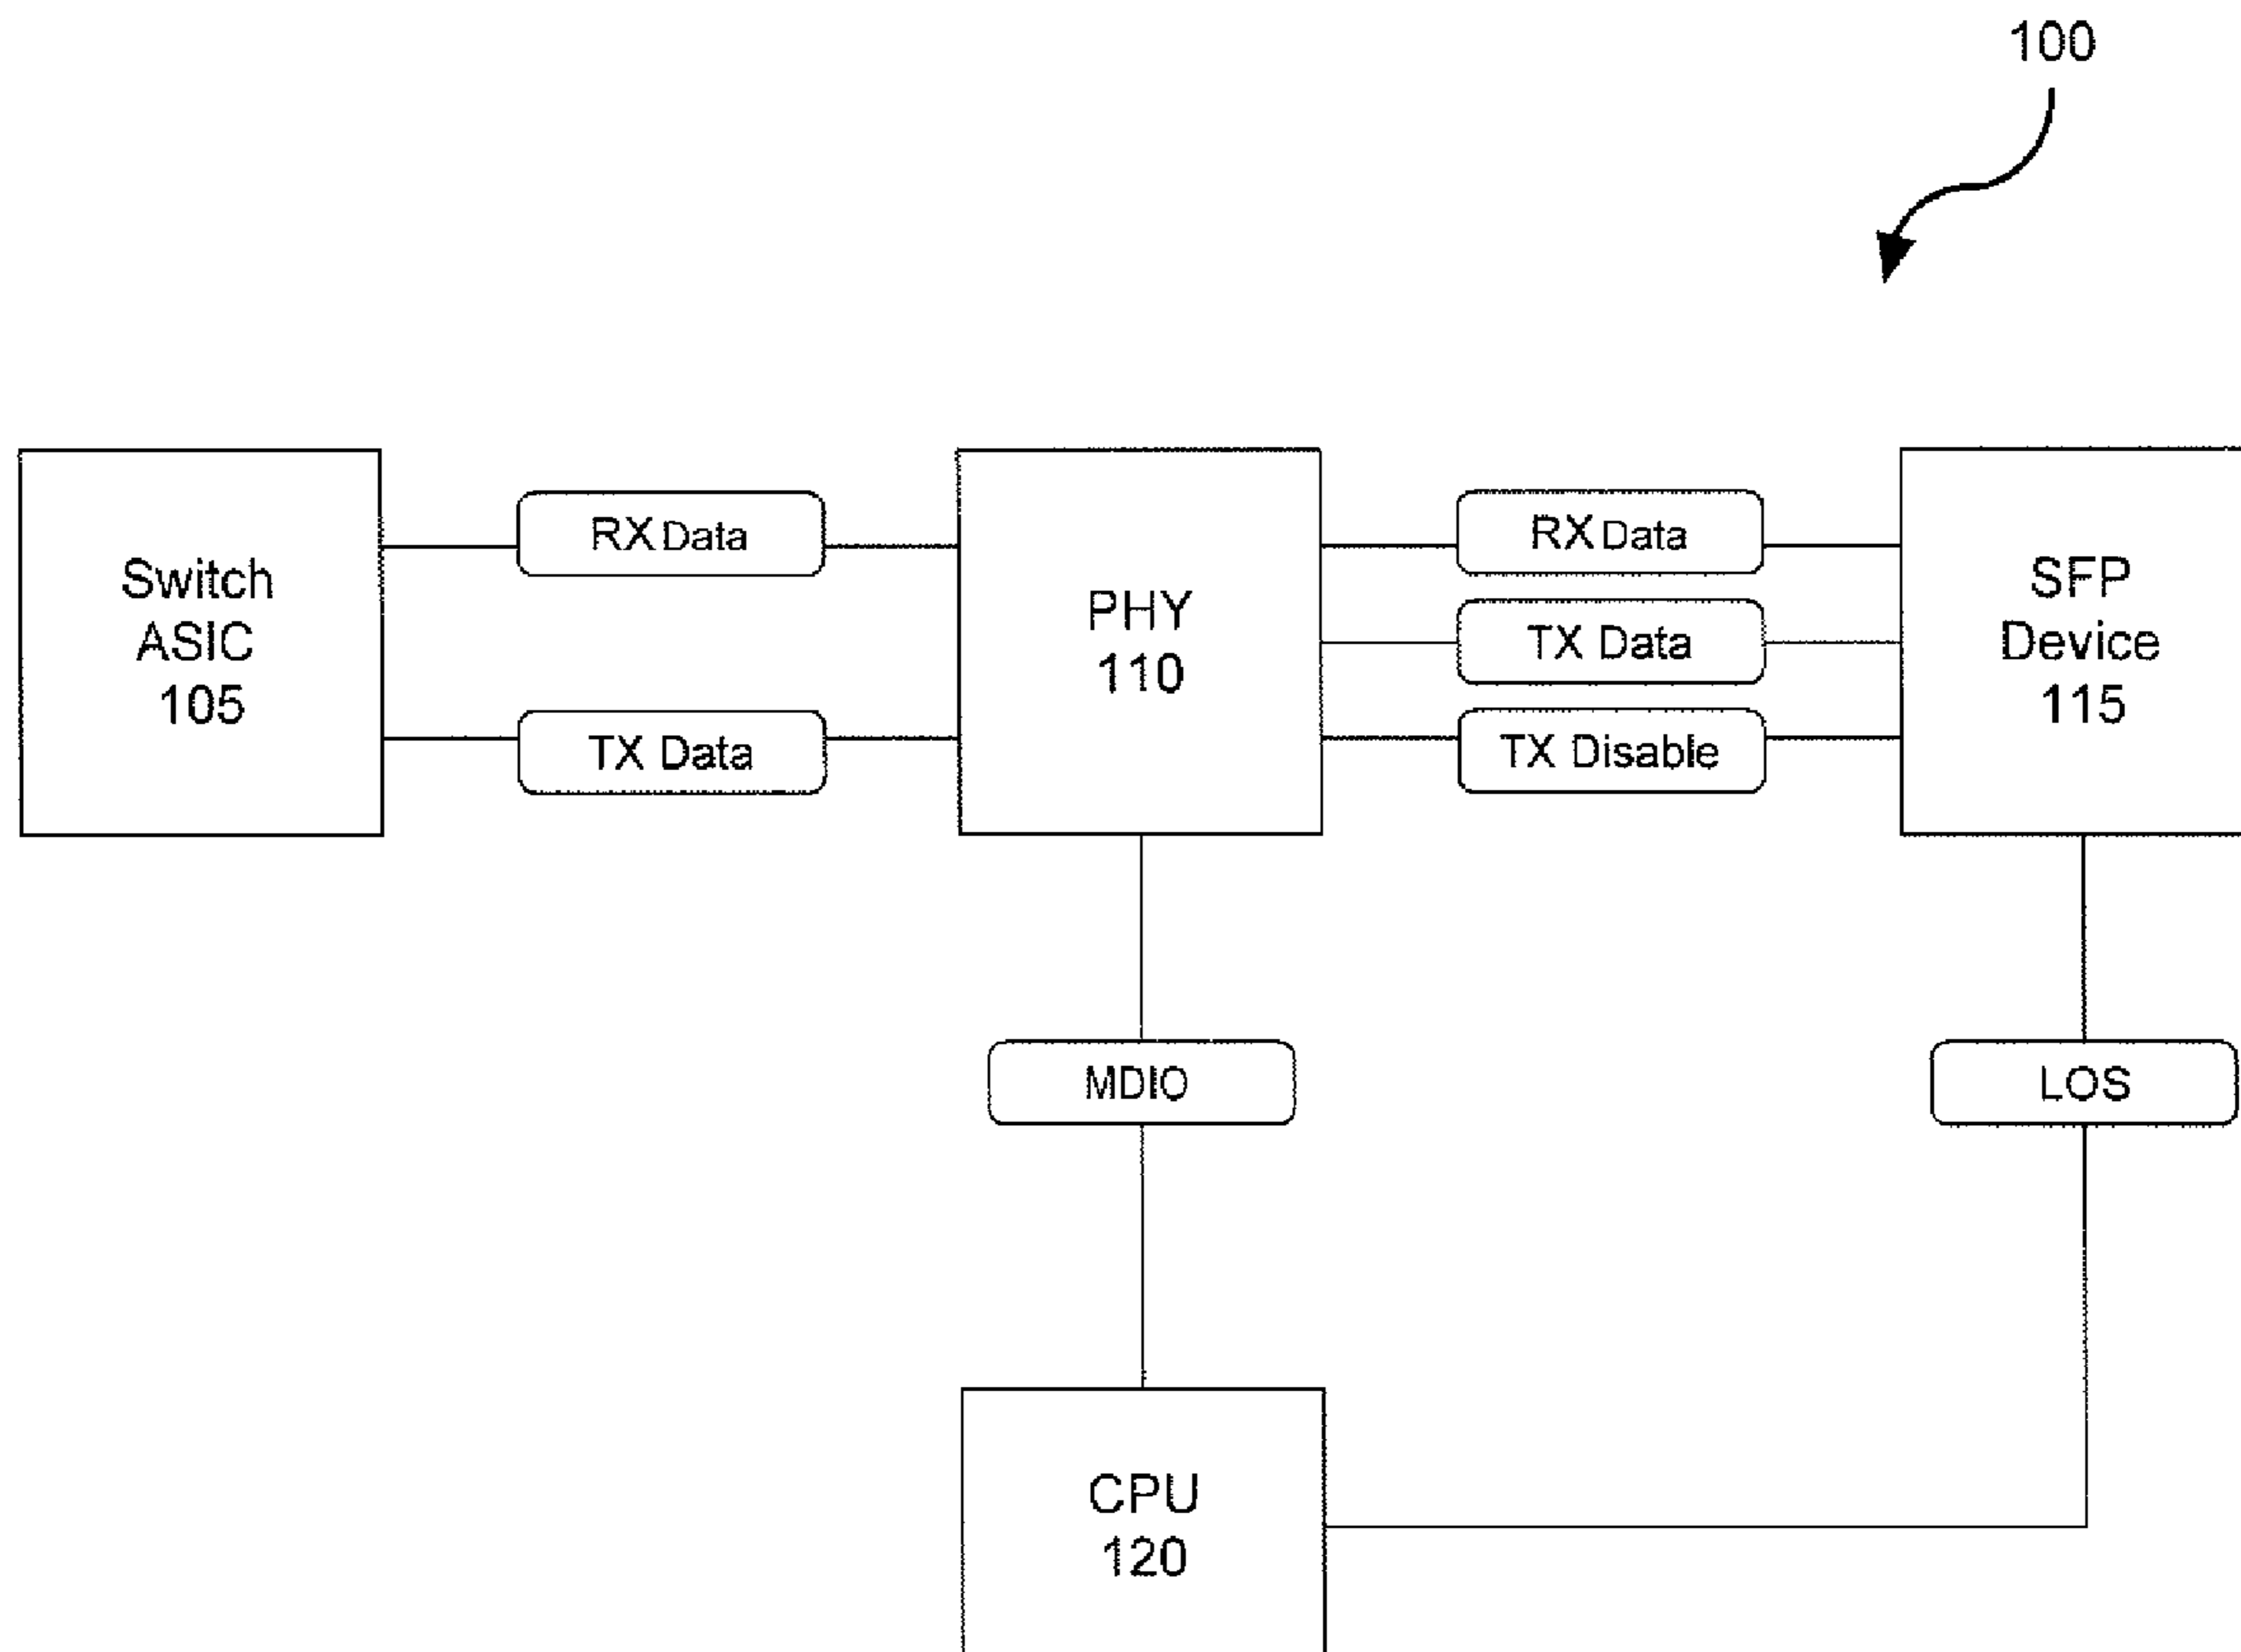 100
Switch
ASIC
105
RX Data
TX Data
PHY
110
RX Data
TX Data
TX Disable
SFP
Device
115
MDIO
LOS
CPU
120